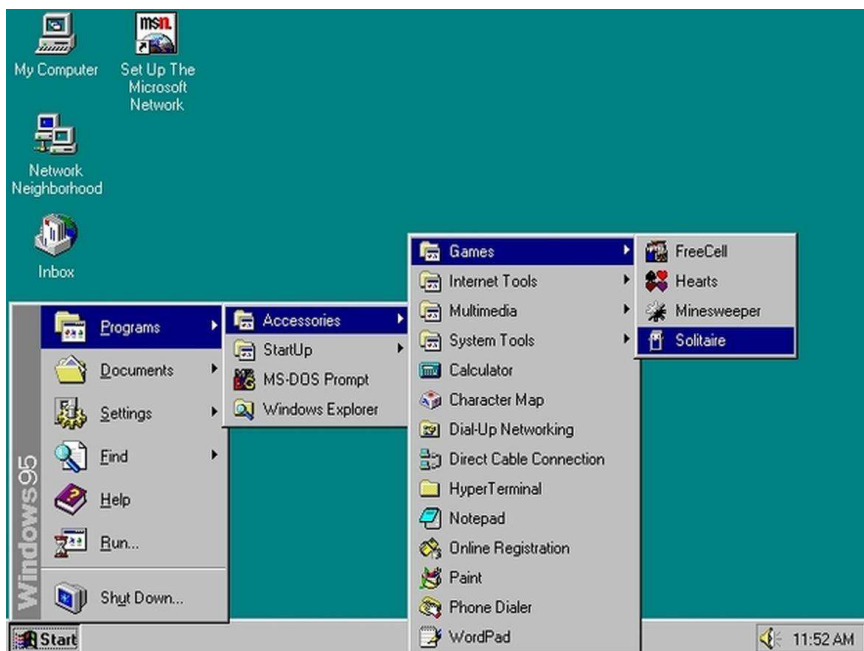 msn.
My Computer
Set Up The
Microsoft
Network
Network
Neighborhood
Inbox
Windows95
Programs
Documents
Settings
Find
Help
Run...
Shut Down...
Accessories
StartUp
MS-DOS Prompt
Windows Explorer
Games
Internet Tools
Multimedia
System Tools
Calculator
Character Map
Dial-Up Networking
Direct Cable Connection
HyperTerminal
Notepad
Online Registration
Paint
Phone Dialer
WordPad
FreeCell
Hearts
Minesweeper
Solitaire
Start
11:52 AM